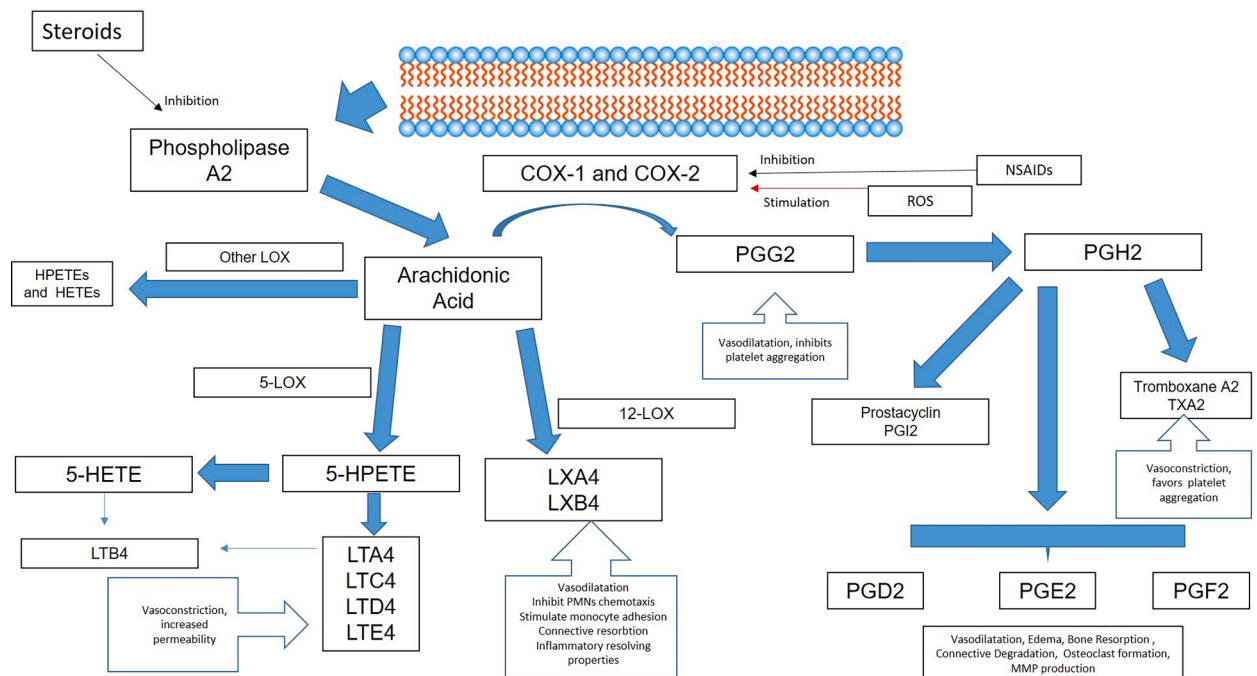 Steroids
Inhibition
Phospholipase
A2
COX-1 and COX-2
Inhibition
NSAIDs
Stimulation
ROS
Other LOX
HPETEs
and HETEs
Arachidonic
Acid
PGG2
PGH2
Vasodilatation, inhibits
platelet aggregation
5-LOX
12-LOX
Prostacyclin
PGI2
Tromboxane A2
TXA2
Vasoconstriction,
favors platelet
aggregation
5-HETE
5-HPETE
LXA4
LXB4
LTB4
LTA4
LTC4
LTD4
LTE4
Vasoconstriction,
increased
permeability
Vasodilatation
Inhibit PMNs chemotaxis
Stimulate monocyte adhesion
Connective resorbtion
Inflammatory resolving
properties
PGD2
PGE2
PGF2
Vasodilatation, Edema, Bone Resorption ,
Connective Degradation, Osteoclast formation,
MMP production